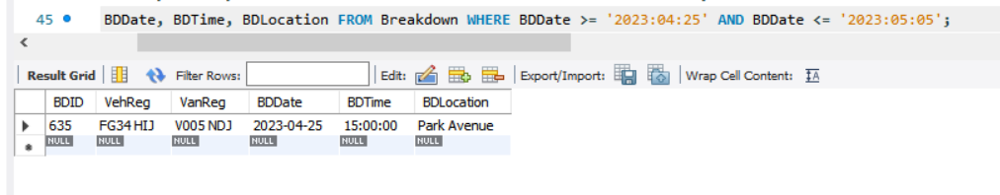 45 BDDate, BDTime, BDLocation FROM Breakdown WHERE BDDate >= '2023:04:25' AND BDDate <= '2023:05:05';
Result Grid Filter Rows: Edit: Export/Import: Wrap Cell Content: IA
BDID VehReg VanReg BDDate BDTime BDLocation
635 FG34 HIJ V005 NDJ 2023-04-25 15:00:00 Park Avenue
NULL NULL NULL NULL NULL NULL